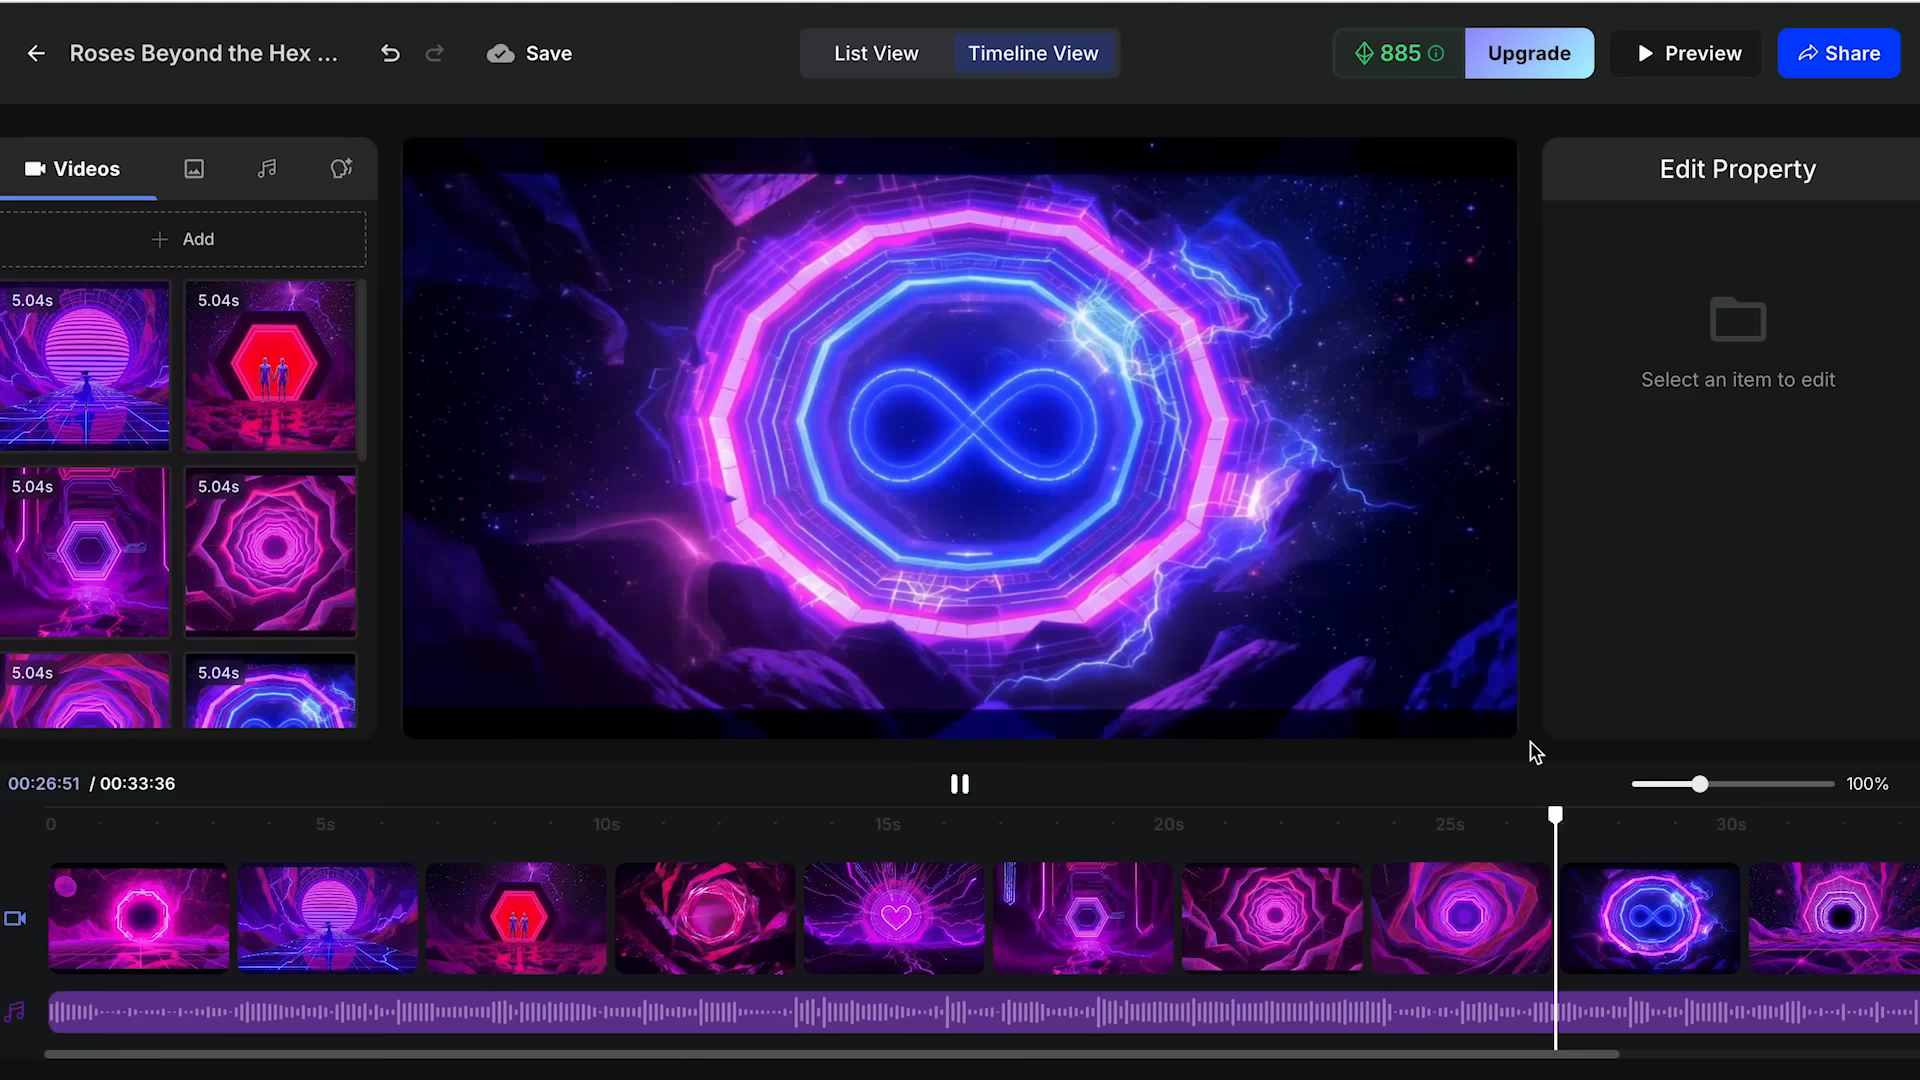 Roses Beyond the Hex ...
Save
List View
Timeline View
885
Upgrade
Preview
Share
Videos
Edit Property
Add
5.04s
5.04s
5.04s
5.04s
5.04s
5.04s
Select an item to edit
00:26:51 / 00:33:36
100%
0
5s
10s
15s
20s
25s
30s